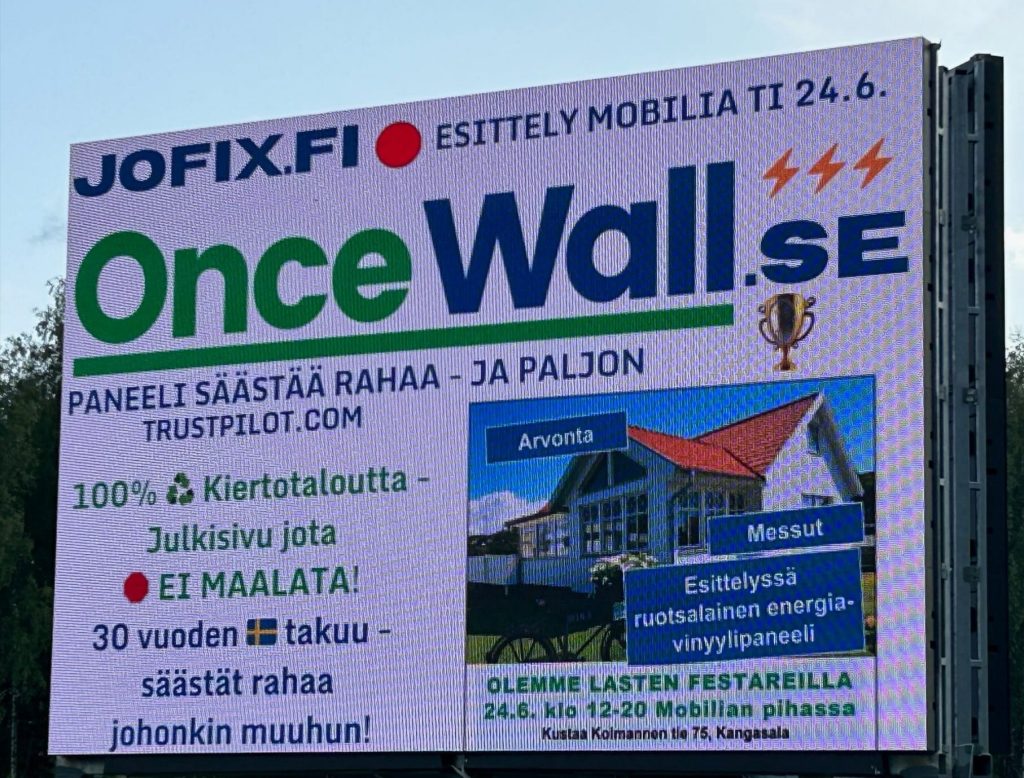 JOFIX.FI ESITTELY MOBILIA TI 24.6.
OnceWall.SE
PANEELI SÄÄSTÄÄ RAHAA - JA PALJON
TRUSTPILOT.COM
100% ♻ Kiertotaloutta -
Julkisivu jota
EI MAALATA!
30 vuoden 🇸🇪 takuu -
säästät rahaa
johonkin muuhun!
Arvonta
Messut
Esittelyssä
ruotsalainen energia-
vinyylipaneeli
OLEMME LASTEN FESTAREILLA
24.6. klo 12-20 Mobilian pihassa
Kustaa Kolmannen tie 75, Kangasala